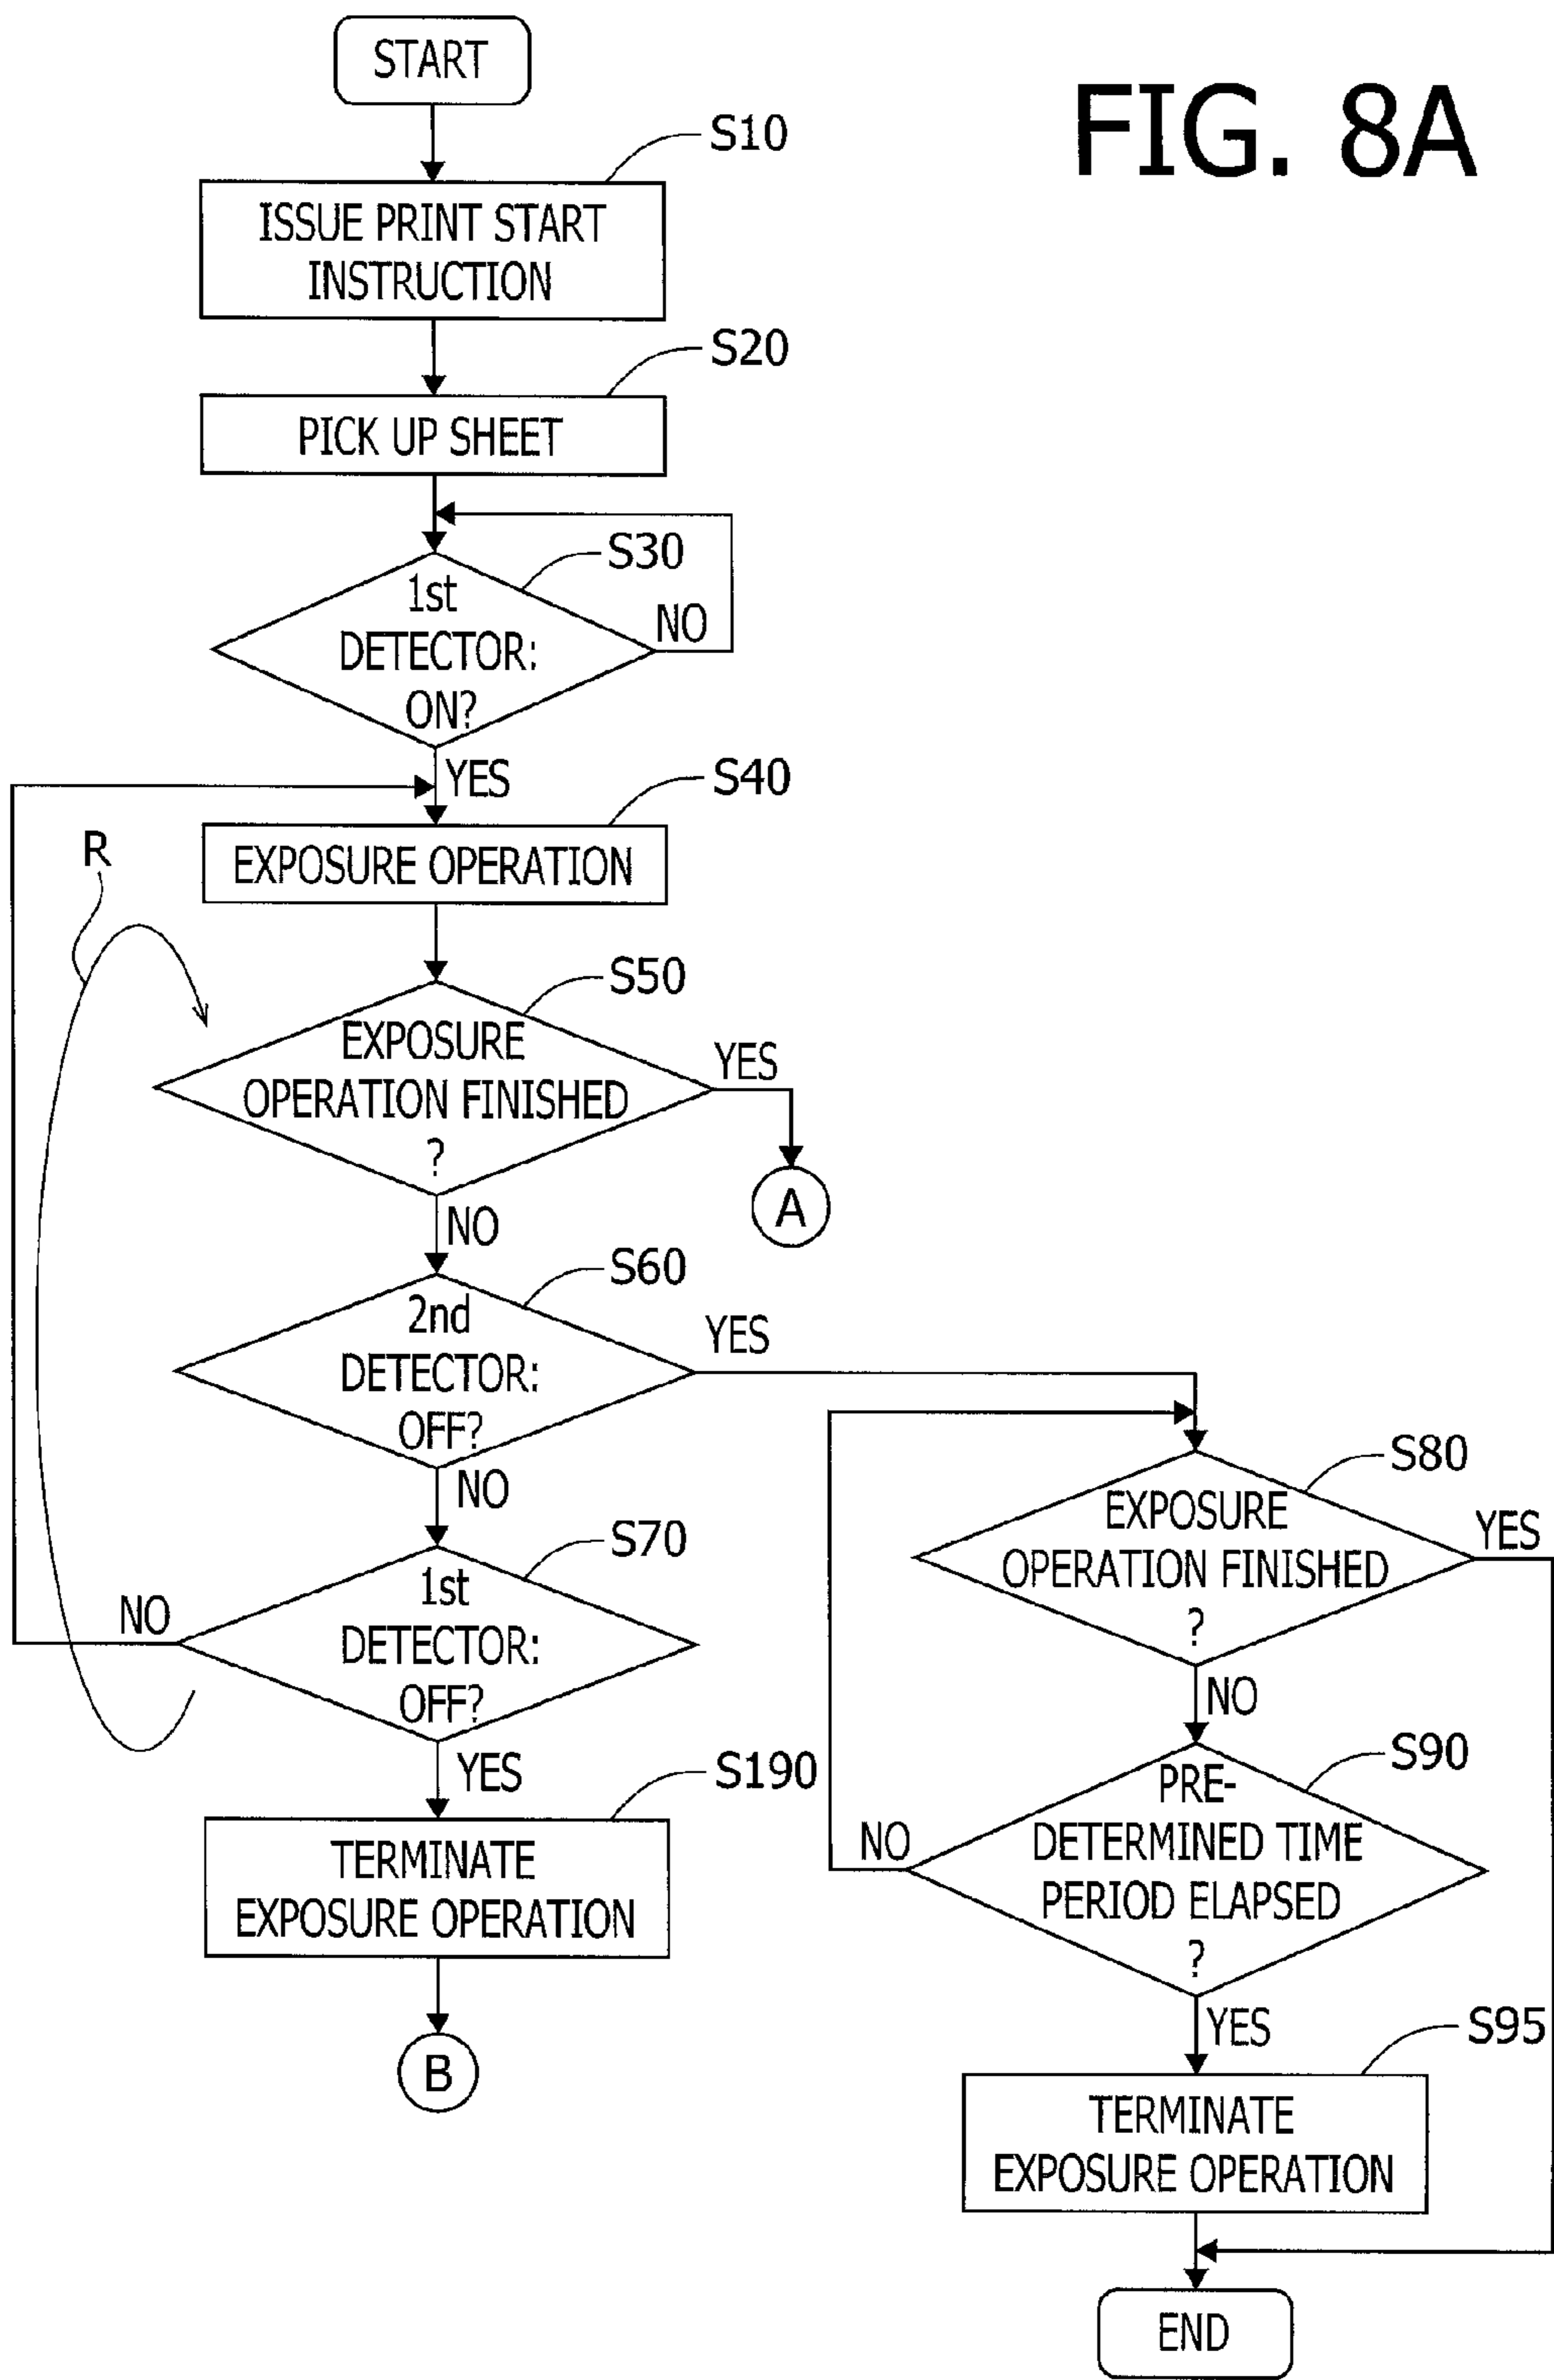 FIG. 8A
START
S10
ISSUE PRINT START
INSTRUCTION
S20
PICK UP SHEET
S30
1st
DETECTOR:
ON?
NO
YES
S40
EXPOSURE OPERATION
R
S50
EXPOSURE
OPERATION FINISHED
?
YES
A
NO
S60
2nd
DETECTOR:
OFF?
YES
NO
S70
1st
DETECTOR:
OFF?
NO
YES
S190
TERMINATE
EXPOSURE OPERATION
B
S80
EXPOSURE
OPERATION FINISHED
?
YES
NO
S90
PRE-
DETERMINED TIME
PERIOD ELAPSED
?
NO
YES
S95
TERMINATE
EXPOSURE OPERATION
END